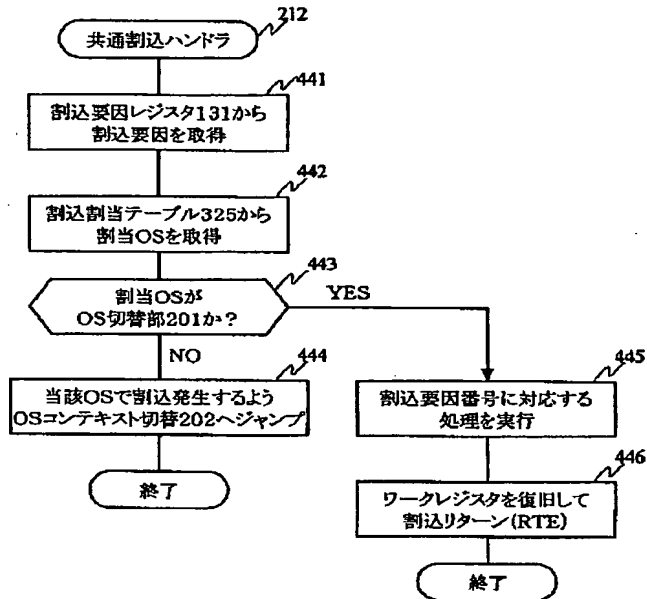 212
共通割込ハンドラ
441
割込要因レジスタ131から
割込要因を取得
442
割込割当テーブル325から
割当OSを取得
443
割当OSが
OS切替部201か?
YES
NO
444
当該OSで割込発生するよう
OSコンテキスト切替202へジャンプ
終了
445
割込要因番号に対応する
処理を実行
446
ワークレジスタを復旧して
割込リターン(RTE)
終了